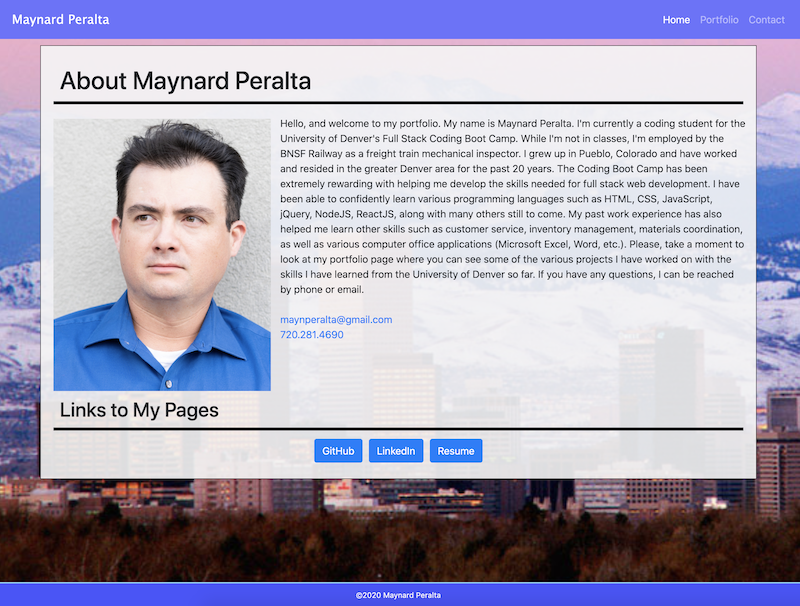 Maynard Peralta
Home Portfolio Contact
About Maynard Peralta
Hello, and welcome to my portfolio. My name is Maynard Peralta. I'm currently a coding student for the
University of Denver's Full Stack Coding Boot Camp. While I'm not in classes, I'm employed by the
BNSF Railway as a freight train mechanical inspector. I grew up in Pueblo, Colorado and have worked
and resided in the greater Denver area for the past 20 years. The Coding Boot Camp has been
extremely rewarding with helping me develop the skills needed for full stack web development. I have
been able to confidently learn various programming languages such as HTML, CSS, JavaScript,
jQuery, NodeJS, ReactJS, along with many others still to come. My past work experience has also
helped me learn other skills such as customer service, inventory management, materials coordination,
as well as various computer office applications (Microsoft Excel, Word, etc.). Please, take a moment to
look at my portfolio page where you can see some of the various projects I have worked on with the
skills I have learned from the University of Denver so far. If you have any questions, I can be reached
by phone or email.
maynperalta@gmail.com
720.281.4690
Links to My Pages
GitHub LinkedIn Resume
©2020 Maynard Peralta